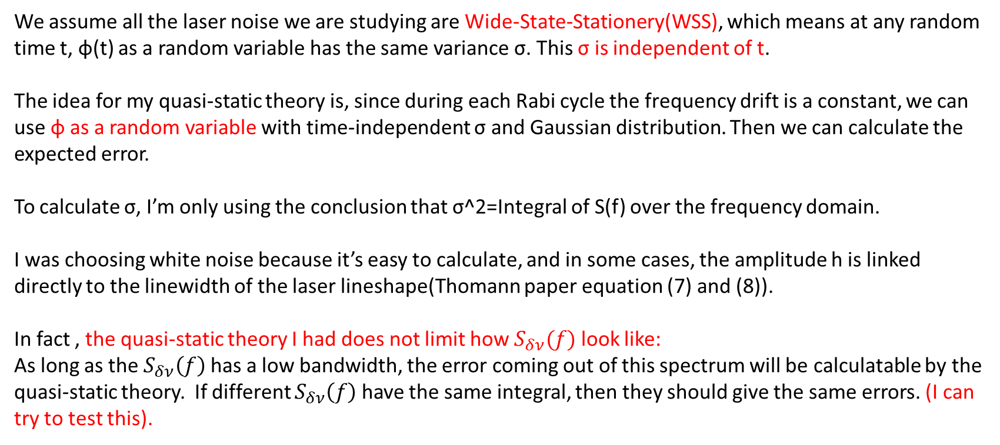 We assume all the laser noise we are studying are Wide-State-Stationery(WSS), which means at any random
time t, ϕ(t) as a random variable has the same variance σ. This σ is independent of t.
The idea for my quasi-static theory is, since during each Rabi cycle the frequency drift is a constant, we can
use ϕ as a random variable with time-independent σ and Gaussian distribution. Then we can calculate the
expected error.
To calculate σ, I’m only using the conclusion that σ^2=Integral of S(f) over the frequency domain.
I was choosing white noise because it’s easy to calculate, and in some cases, the amplitude h is linked
directly to the linewidth of the laser lineshape(Thomann paper equation (7) and (8)).
In fact , the quasi-static theory I had does not limit how S_{δν}(f) look like:
As long as the S_{δν}(f) has a low bandwidth, the error coming out of this spectrum will be calculatable by the
quasi-static theory. If different S_{δν}(f) have the same integral, then they should give the same errors. (I can
try to test this).